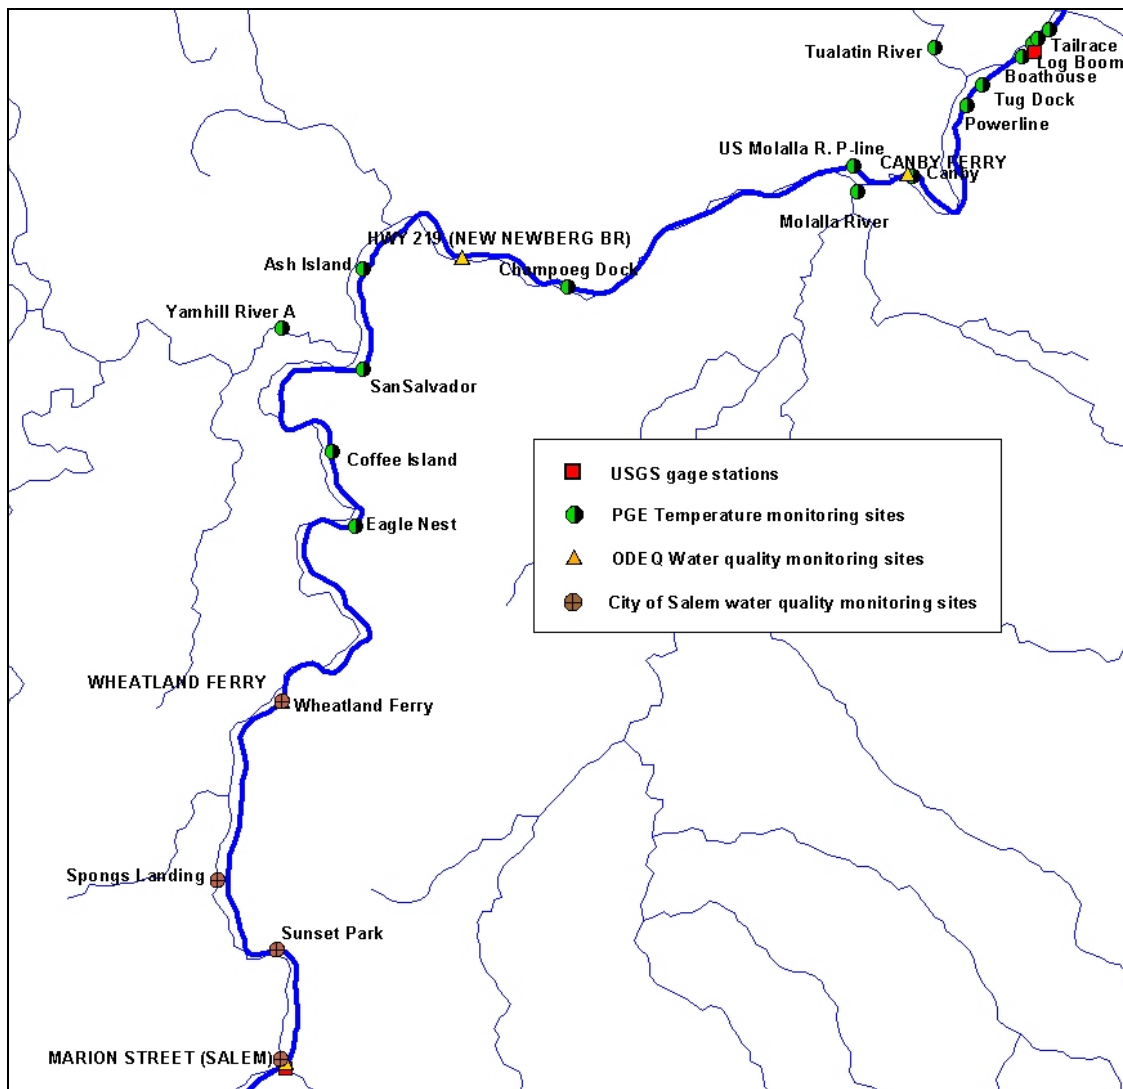 Tailrace
Tualatin River
Log Boom
Boathouse
Tug Dock
Powerline
US Molalla R. P-line
CANBY FERRY
Canby
Molalla River
HWY 219 (NEW NEWBERG BR)
Ash Island
Champoeg Dock
Yamhill River A
SanSalvador
Coffee Island
USGS gage stations
PGE Temperature monitoring sites
Eagle Nest
ODEQ Water quality monitoring sites
City of Salem water quality monitoring sites
WHEATLAND FERRY
Wheatland Ferry
Spongs Landing
Sunset Park
MARION STREET (SALEM)